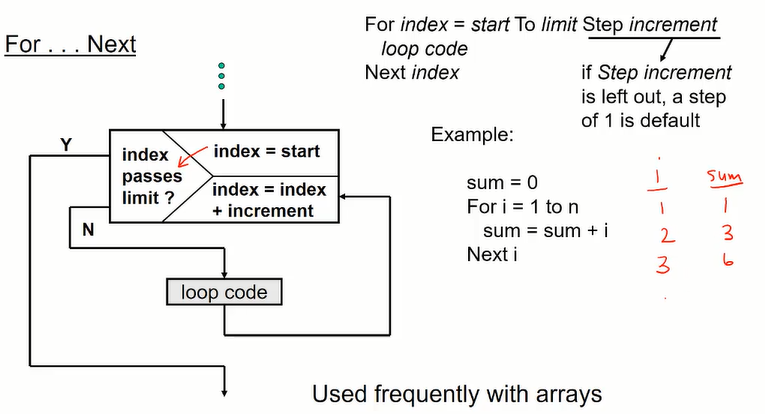 For . . . Next
For index = start To limit Step increment
loop code
Next index
if Step increment
is left out, a step
of 1 is default
Y
index
passes
limit ?
index = start
index = index
+ increment
N
loop code
Example:
sum = 0
For i = 1 to n
sum = sum + i
Next i
i sum
1 1
2 3
3 6
Used frequently with arrays